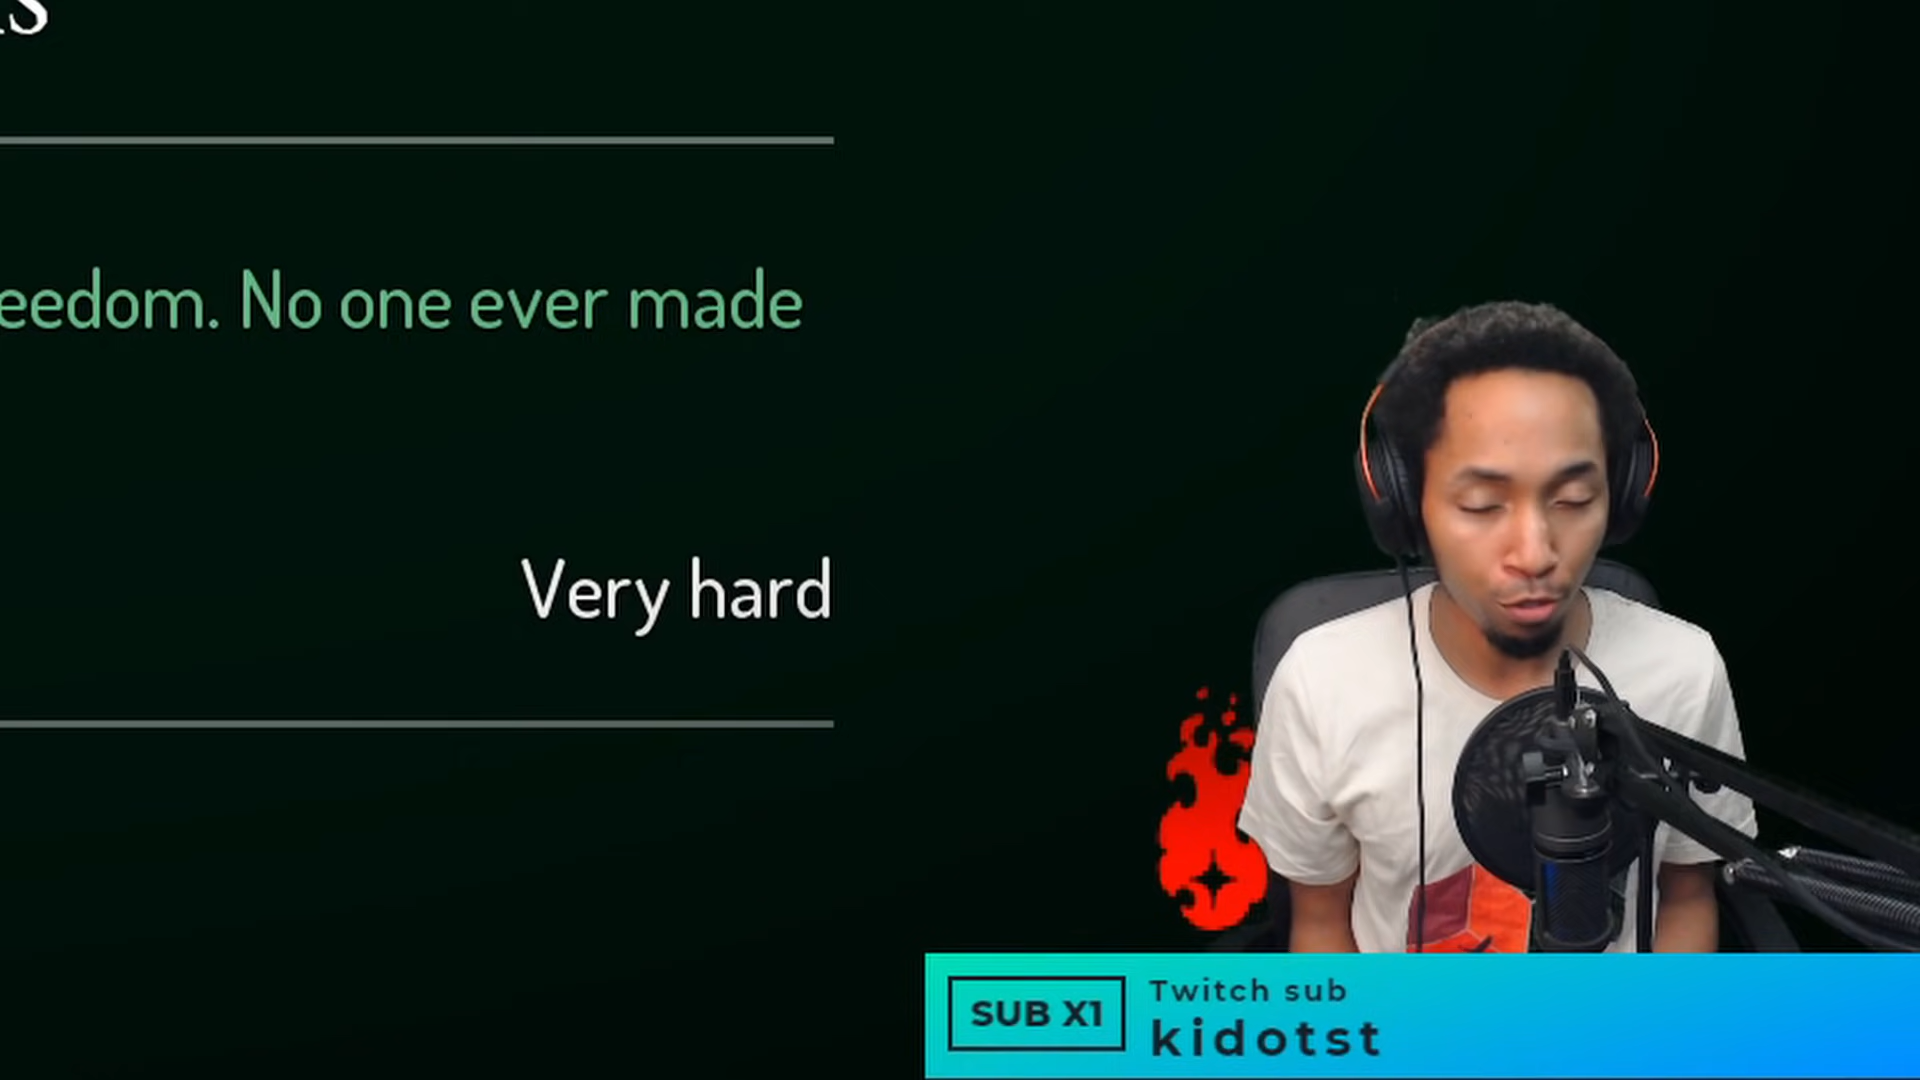 eedom. No one ever made
Very hard
SUB X1
Twitch sub
kidotst